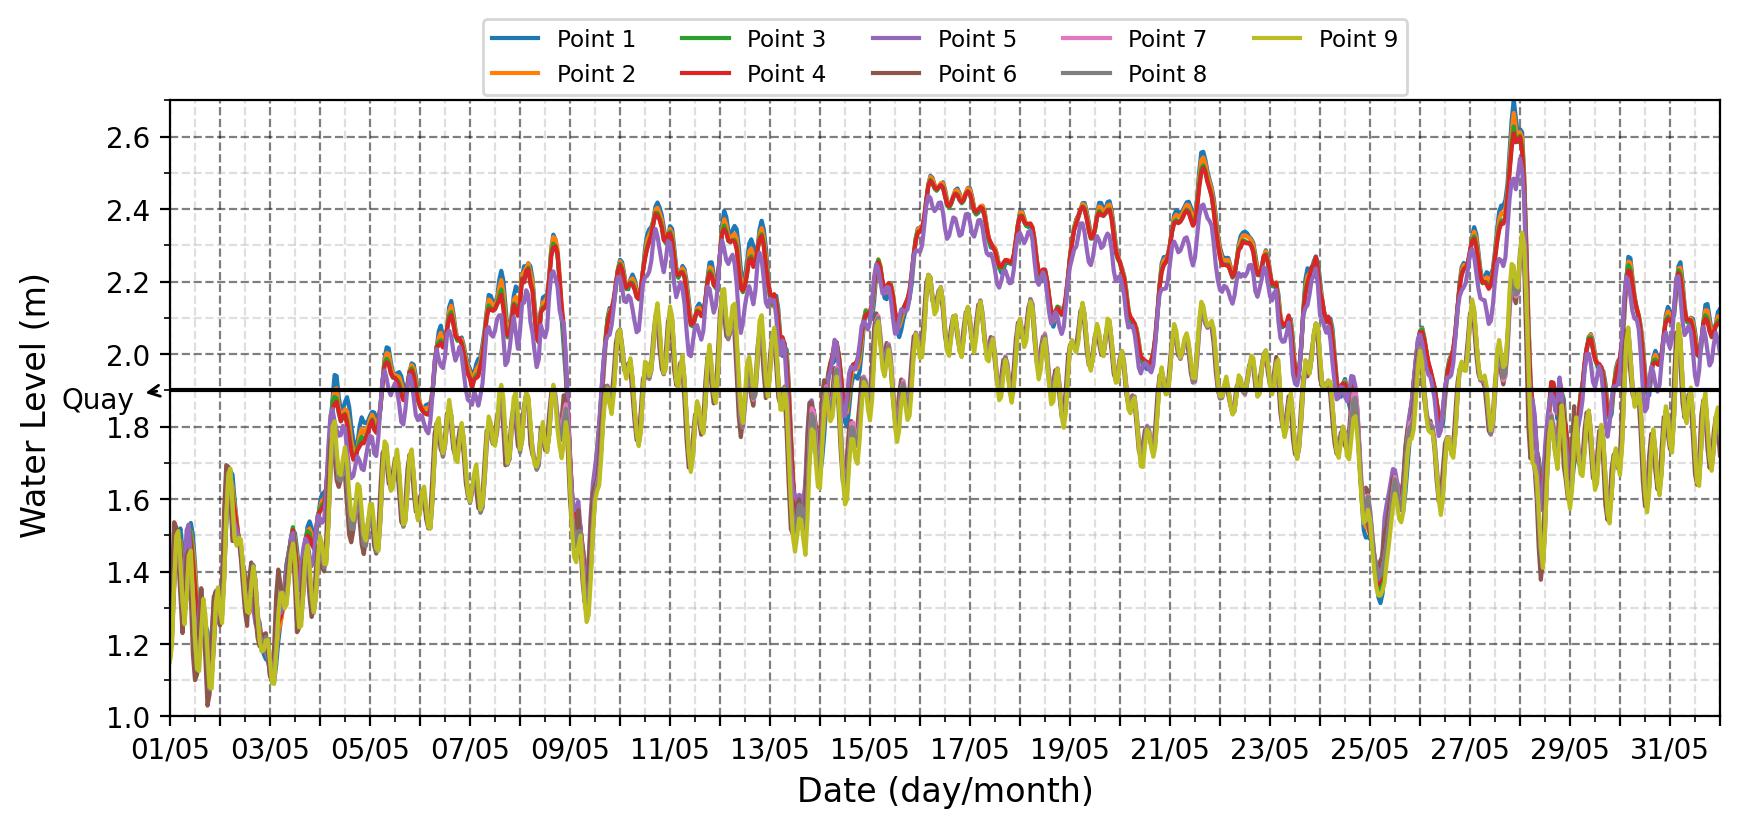 Point 1 Point 3 Point 5 Point 7 Point 9
Point 2 Point 4 Point 6 Point 8
2.6
2.4
2.2
2.0
Quay
1.8
1.6
1.4
1.2
1.0
Water Level (m)
01/05 03/05 05/05 07/05 09/05 11/05 13/05 15/05 17/05 19/05 21/05 23/05 25/05 27/05 29/05 31/05
Date (day/month)